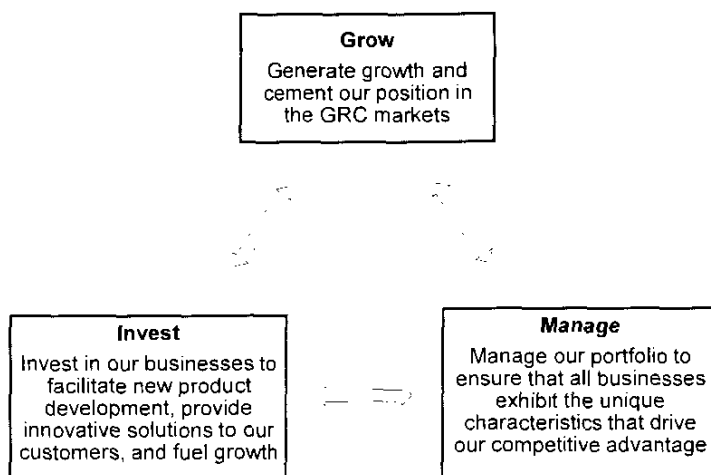 Grow
Generate growth and
cement our position in
the GRC markets
Invest
Invest in our businesses to
facilitate new product
development, provide
innovative solutions to our
customers, and fuel growth
Manage
Manage our portfolio to
ensure that all businesses
exhibit the unique
characteristics that drive
our competitive advantage